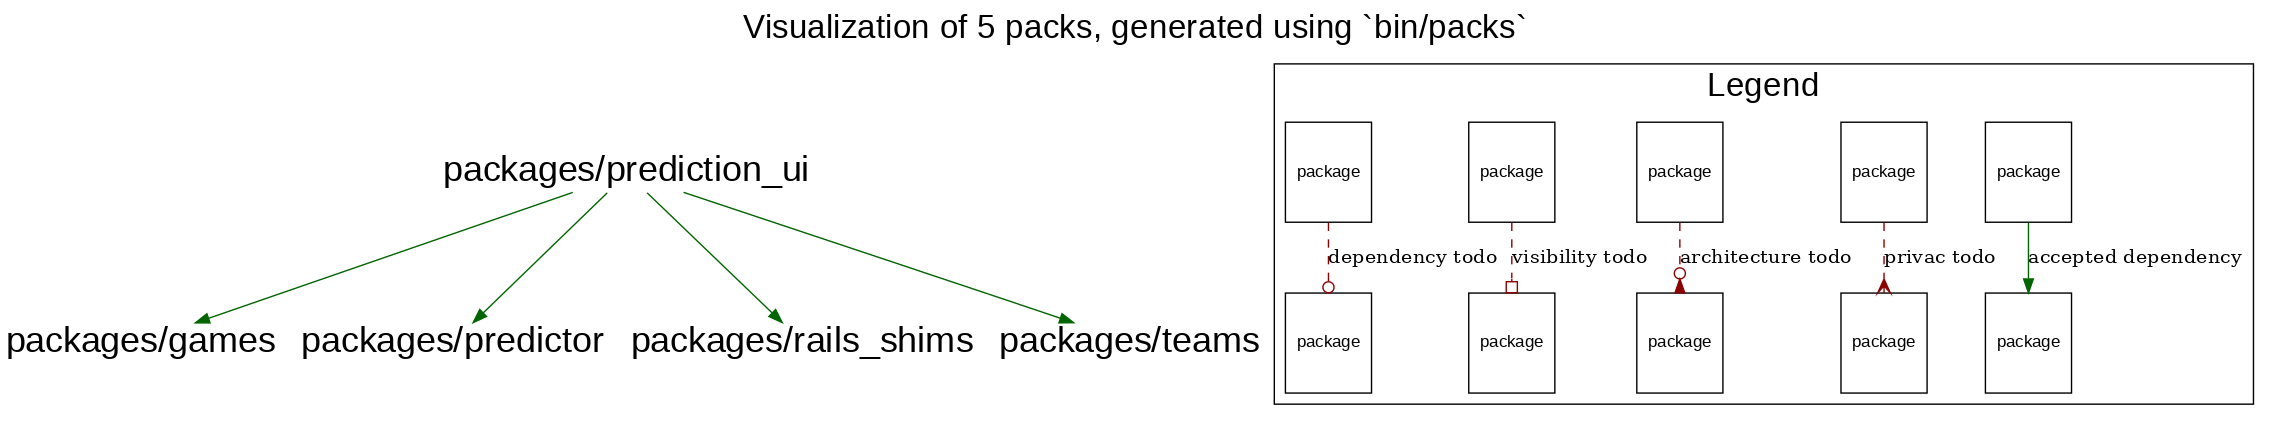 Visualization of 5 packs, generated using `bin/packs`
packages/prediction_ui
packages/games
packages/predictor
packages/rails_shims
packages/teams
Legend
package
package
package
package
package
dependency todo
visibility todo
architecture todo
privac todo
accepted dependency
package
package
package
package
package